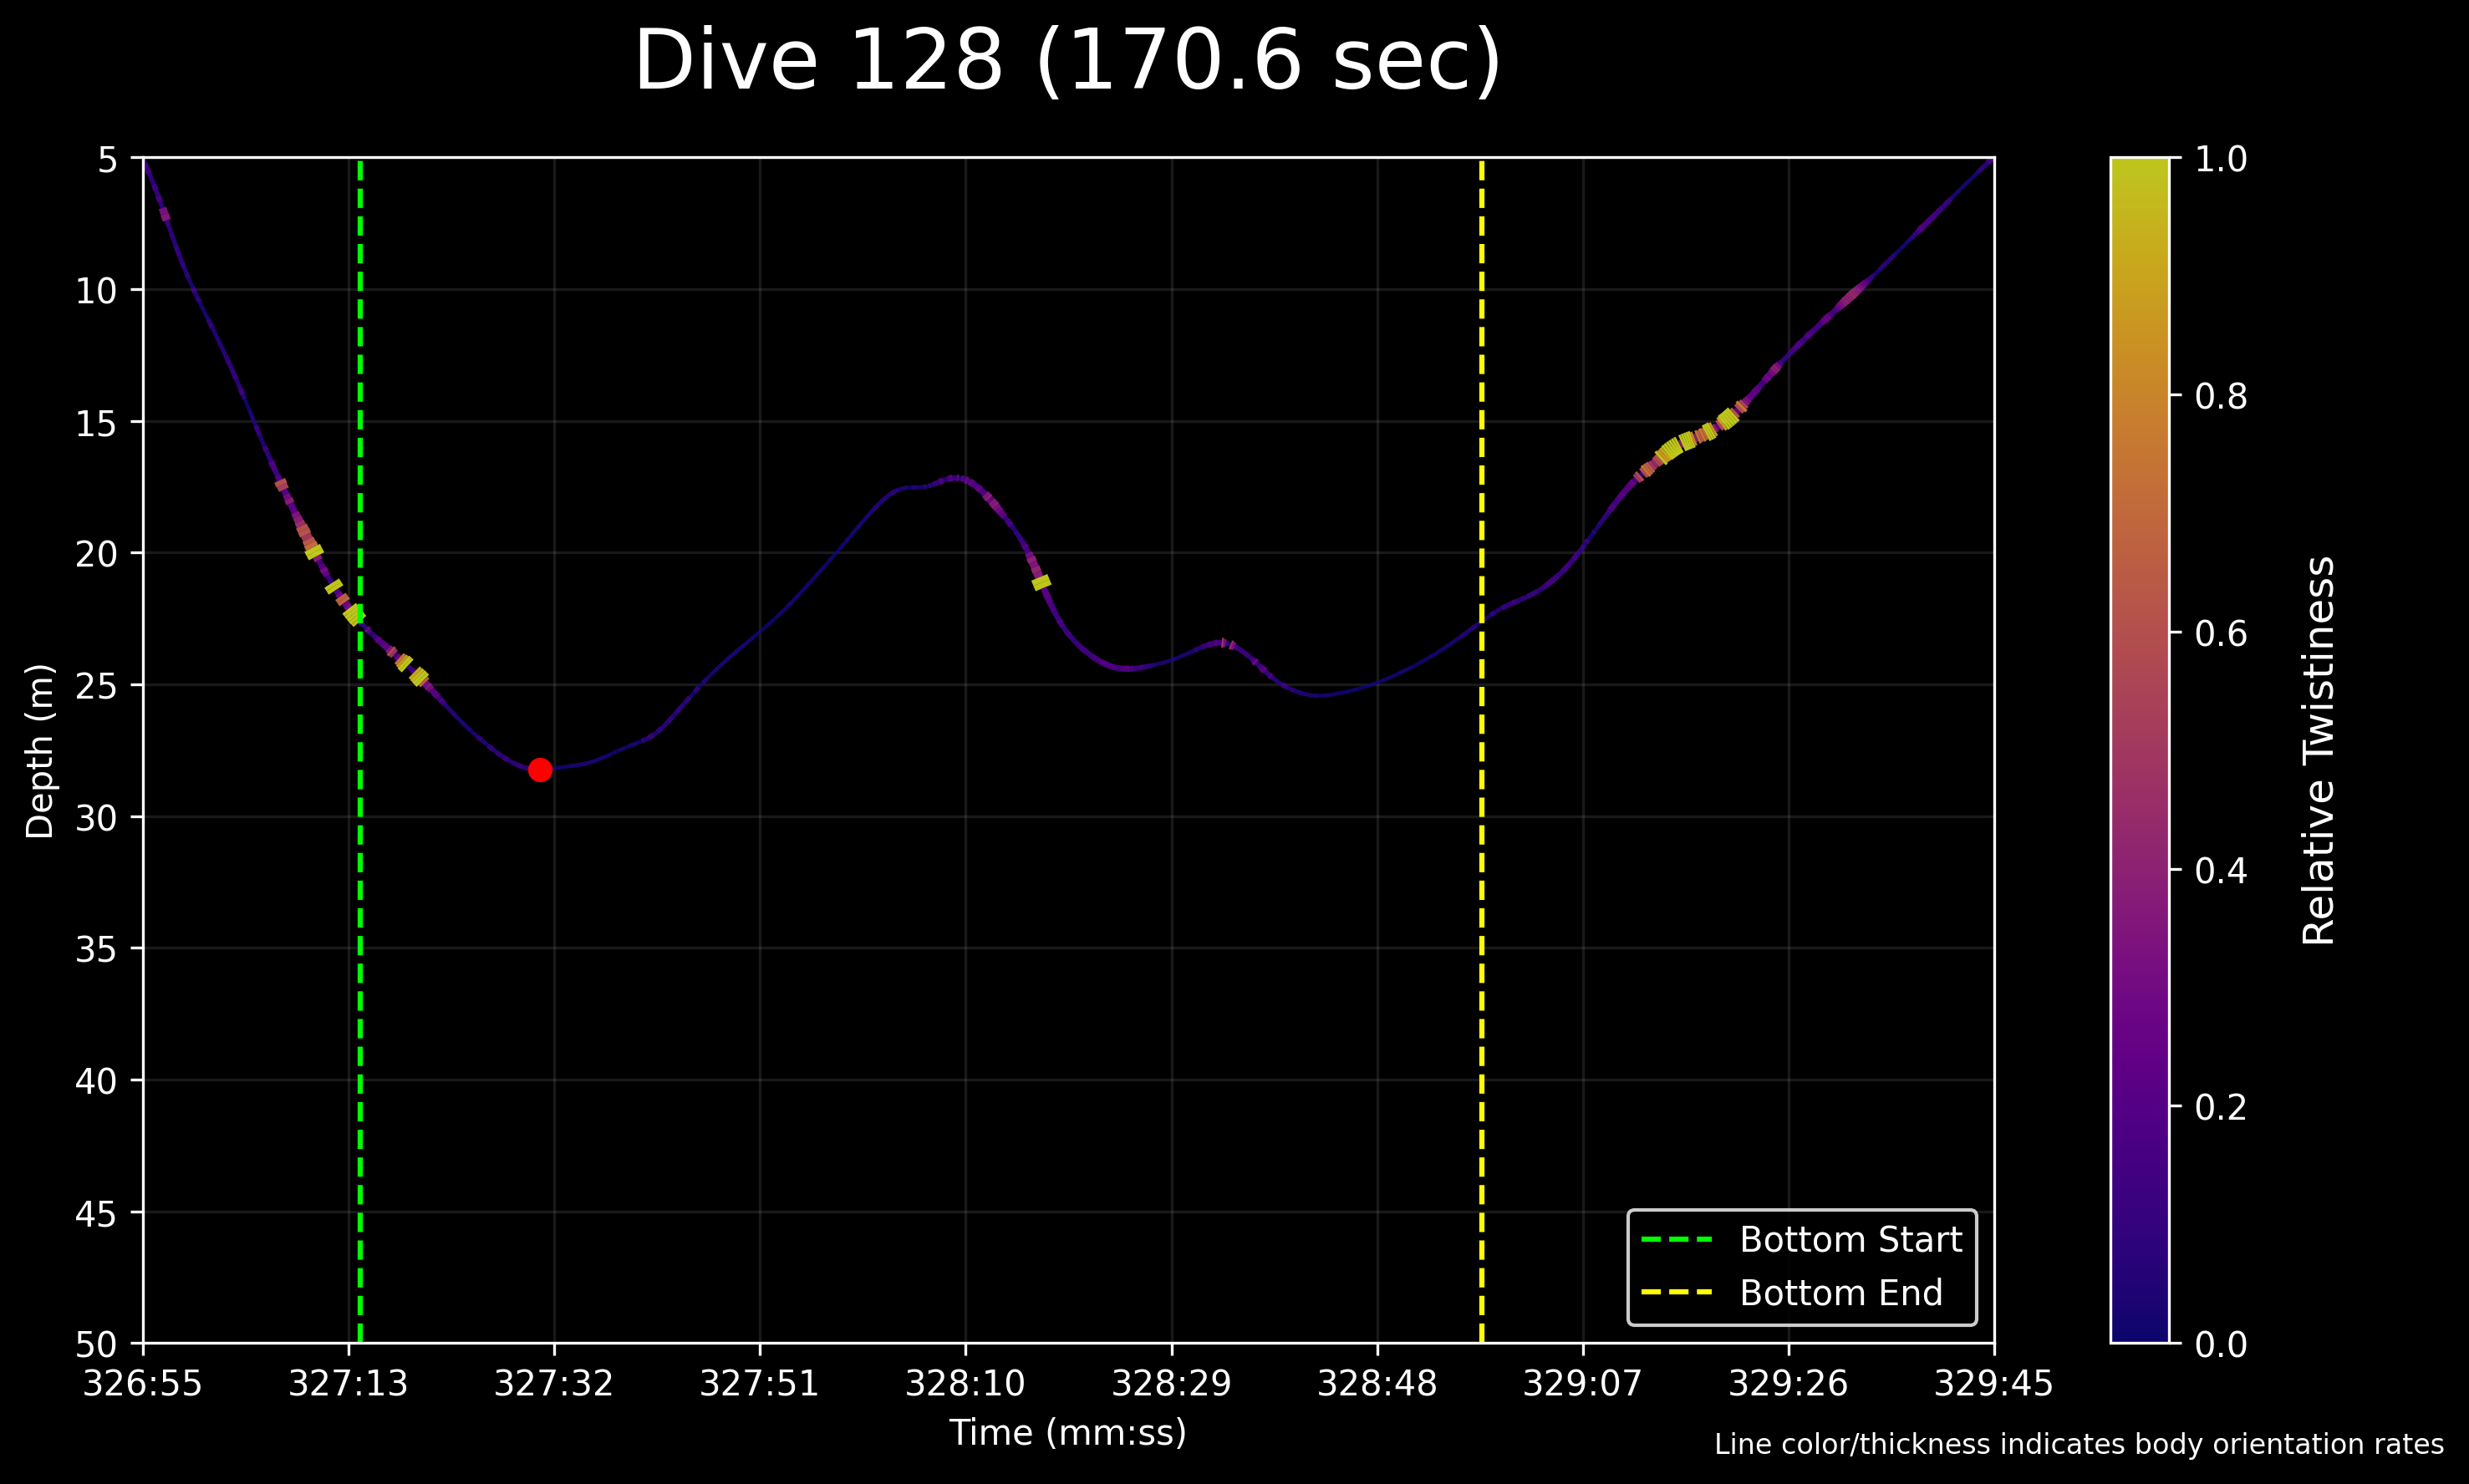 Dive 128 (170.6 sec)
5
10
15
20
25
30
35
40
45
50
Depth (m)
326:55 327:13 327:32 327:51 328:10 328:29 328:48 329:07 329:26 329:45
Time (mm:ss)
Bottom Start
Bottom End
1.0
0.8
0.6
0.4
0.2
0.0
Relative Twistiness
Line color/thickness indicates body orientation rates